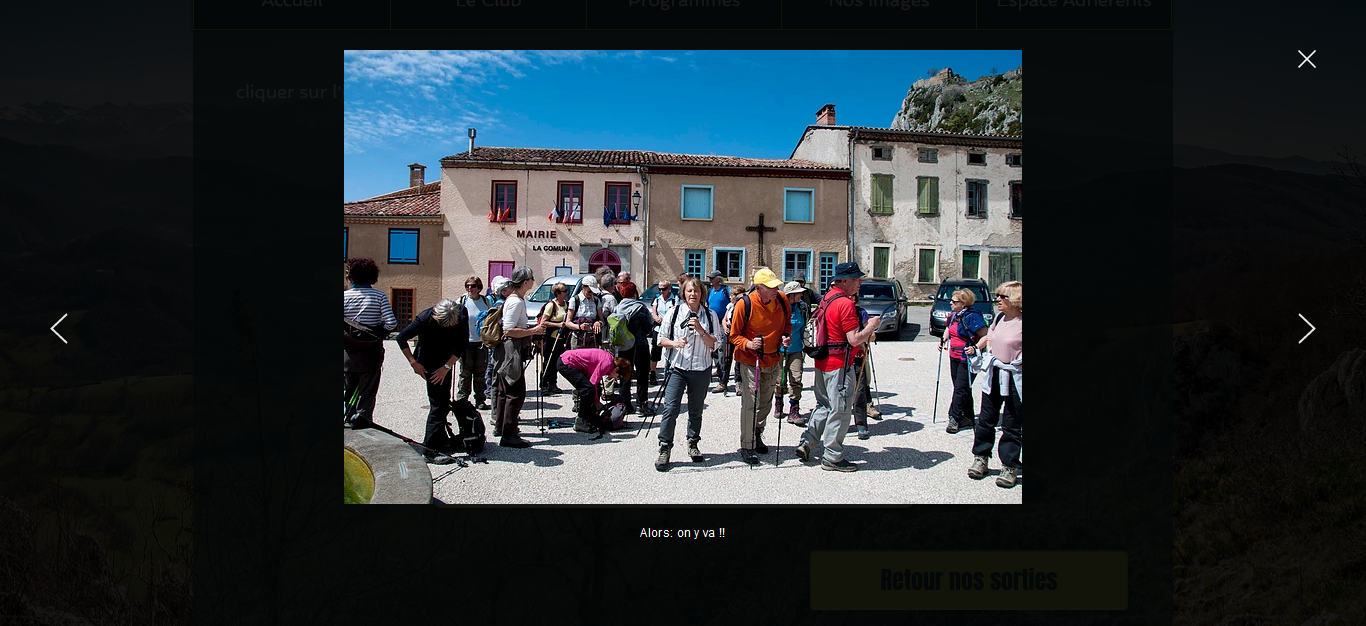 Accueil
Le Club
Programmes
Nos images
Espace Adhérents
cliquer sur l'
MAIRIE
LA COMUNA
Alors: on y va !!
Retour nos sorties